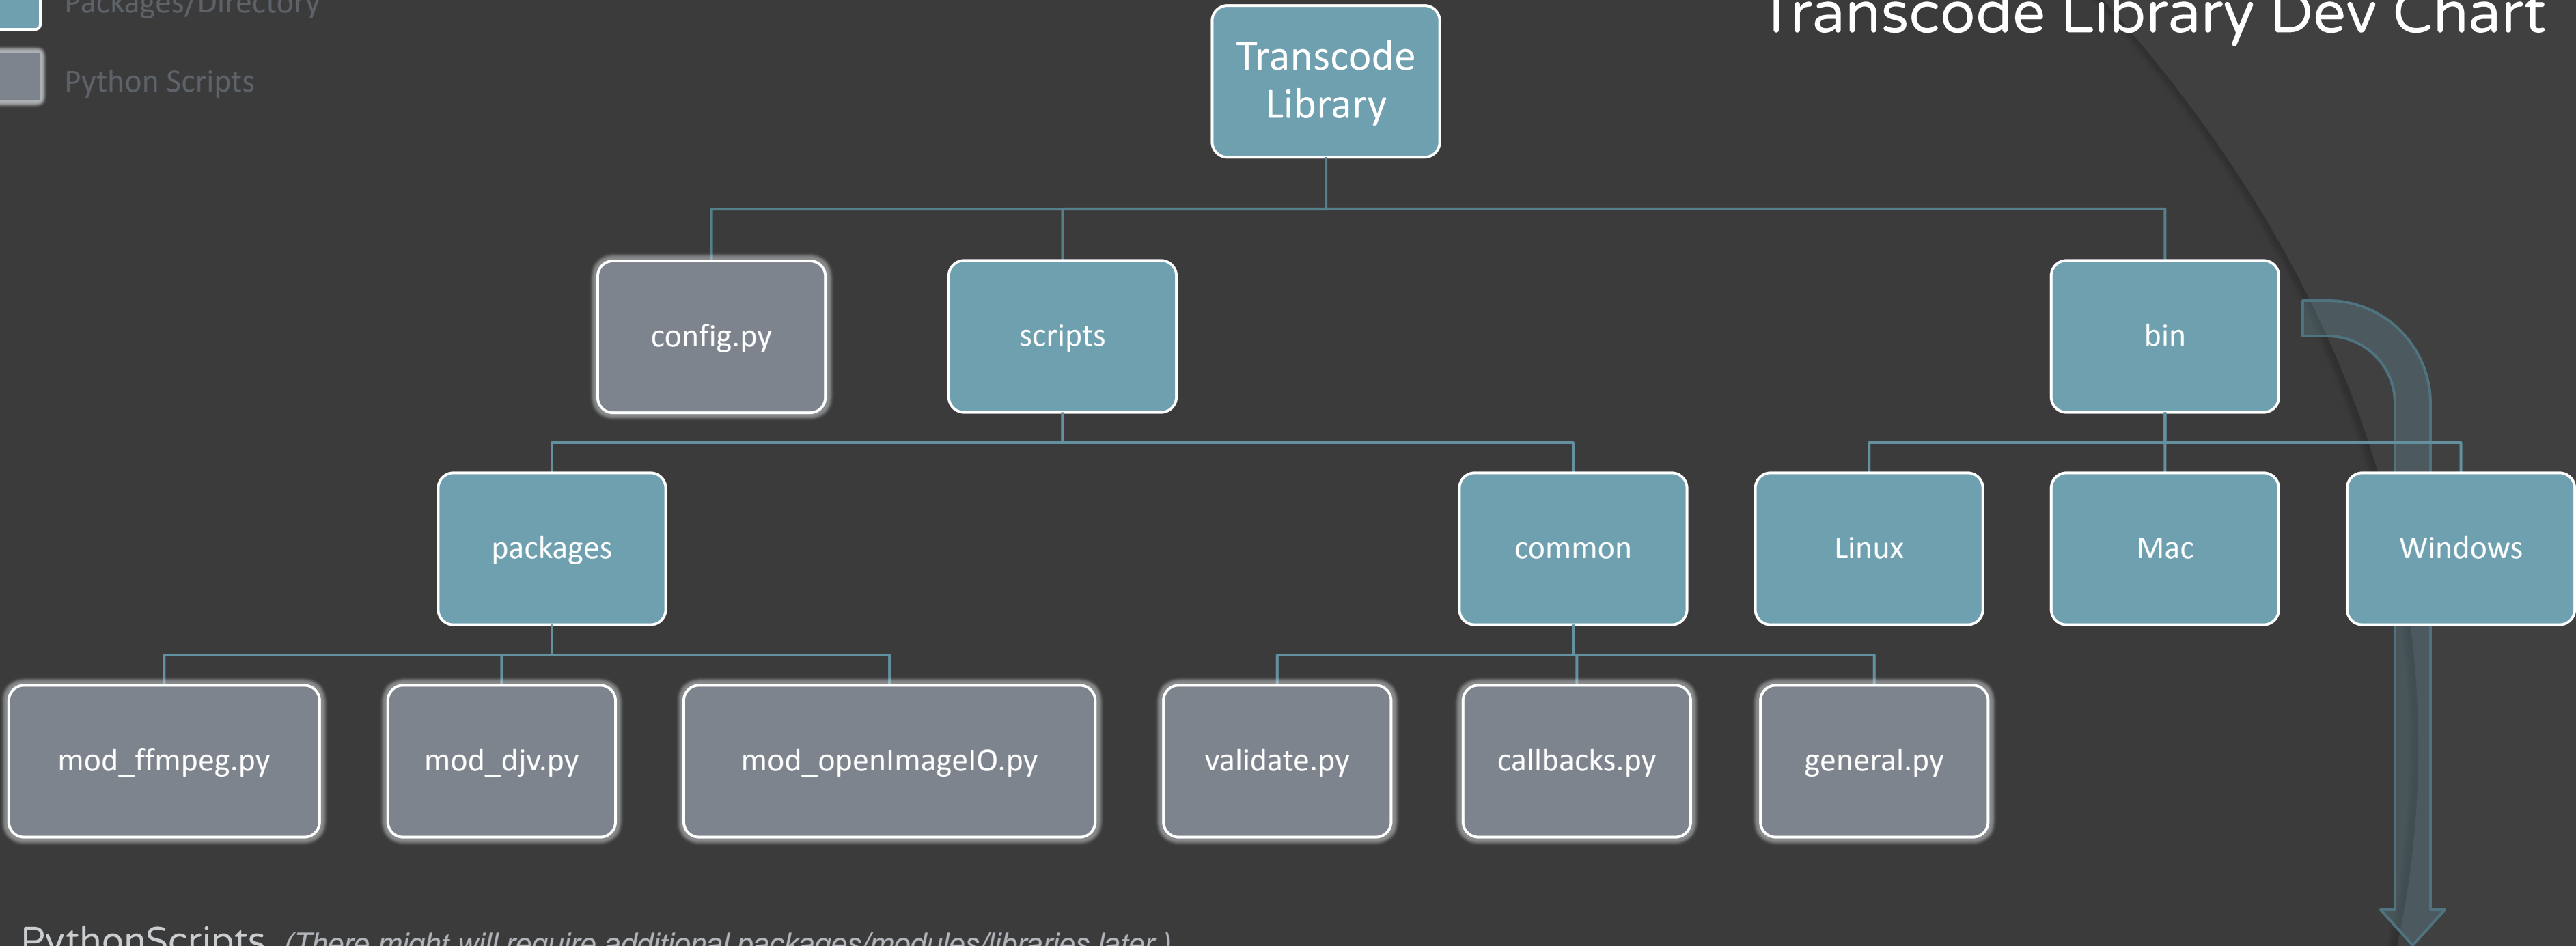 Packages/Directory
Python Scripts
Transcode Library Dev Chart
Transcode
Library
config.py
scripts
bin
packages
common
Linux
Mac
Windows
mod_ffmpeg.py
mod_djv.py
mod_openImageIO.py
validate.py
callbacks.py
general.py
PythonScripts (There might will require additional packages/modules/libraries later.)